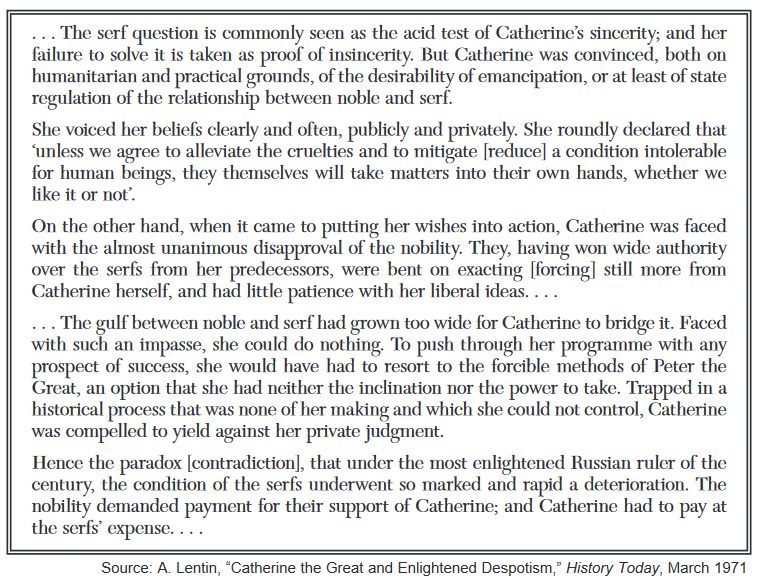 . . . The serf question is commonly seen as the acid test of Catherine’s sincerity; and her
failure to solve it is taken as proof of insincerity. But Catherine was convinced, both on
humanitarian and practical grounds, of the desirability of emancipation, or at least of state
regulation of the relationship between noble and serf.
She voiced her beliefs clearly and often, publicly and privately. She roundly declared that
‘unless we agree to alleviate the cruelties and to mitigate [reduce] a condition intolerable
for human beings, they themselves will take matters into their own hands, whether we
like it or not’.
On the other hand, when it came to putting her wishes into action, Catherine was faced
with the almost unanimous disapproval of the nobility. They, having won wide authority
over the serfs from her predecessors, were bent on exacting [forcing] still more from
Catherine herself, and had little patience with her liberal ideas. . . .
. . . The gulf between noble and serf had grown too wide for Catherine to bridge it. Faced
with such an impasse, she could do nothing. To push through her programme with any
prospect of success, she would have had to resort to the forcible methods of Peter the
Great, an option that she had neither the inclination nor the power to take. Trapped in a
historical process that was none of her making and which she could not control, Catherine
was compelled to yield against her private judgment.
Hence the paradox [contradiction], that under the most enlightened Russian ruler of the
century, the condition of the serfs underwent so marked and rapid a deterioration. The
nobility demanded payment for their support of Catherine; and Catherine had to pay at
the serfs’ expense. . . .
Source: A. Lentin, “Catherine the Great and Enlightened Despotism,” History Today, March 1971